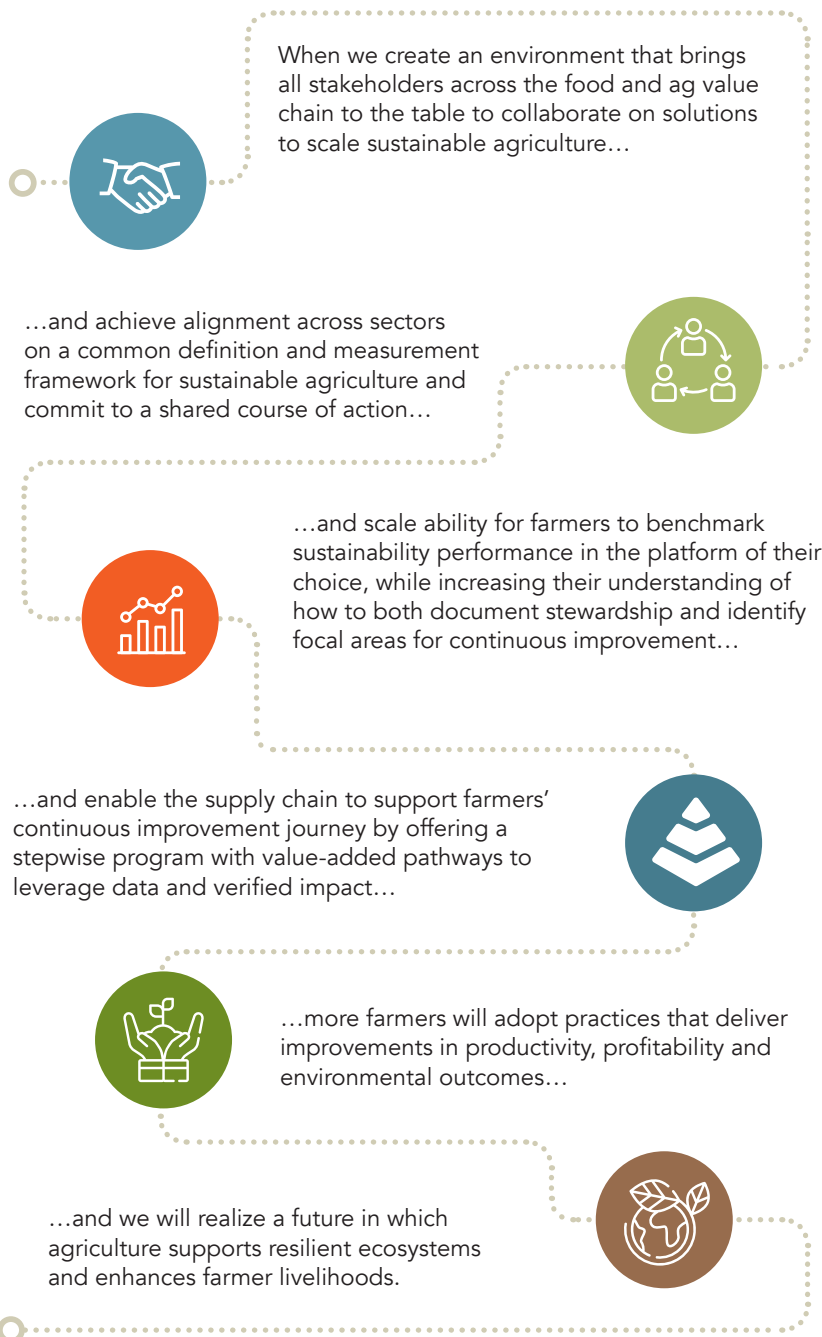 When we create an environment that brings
all stakeholders across the food and ag value
chain to the table to collaborate on solutions
to scale sustainable agriculture…
…and achieve alignment across sectors
on a common definition and measurement
framework for sustainable agriculture and
commit to a shared course of action…
…and scale ability for farmers to benchmark
sustainability performance in the platform of their
choice, while increasing their understanding of
how to both document stewardship and identify
focal areas for continuous improvement…
…and enable the supply chain to support farmers’
continuous improvement journey by offering a
stepwise program with value-added pathways to
leverage data and verified impact…
…more farmers will adopt practices that deliver
improvements in productivity, profitability and
environmental outcomes…
…and we will realize a future in which
agriculture supports resilient ecosystems
and enhances farmer livelihoods.